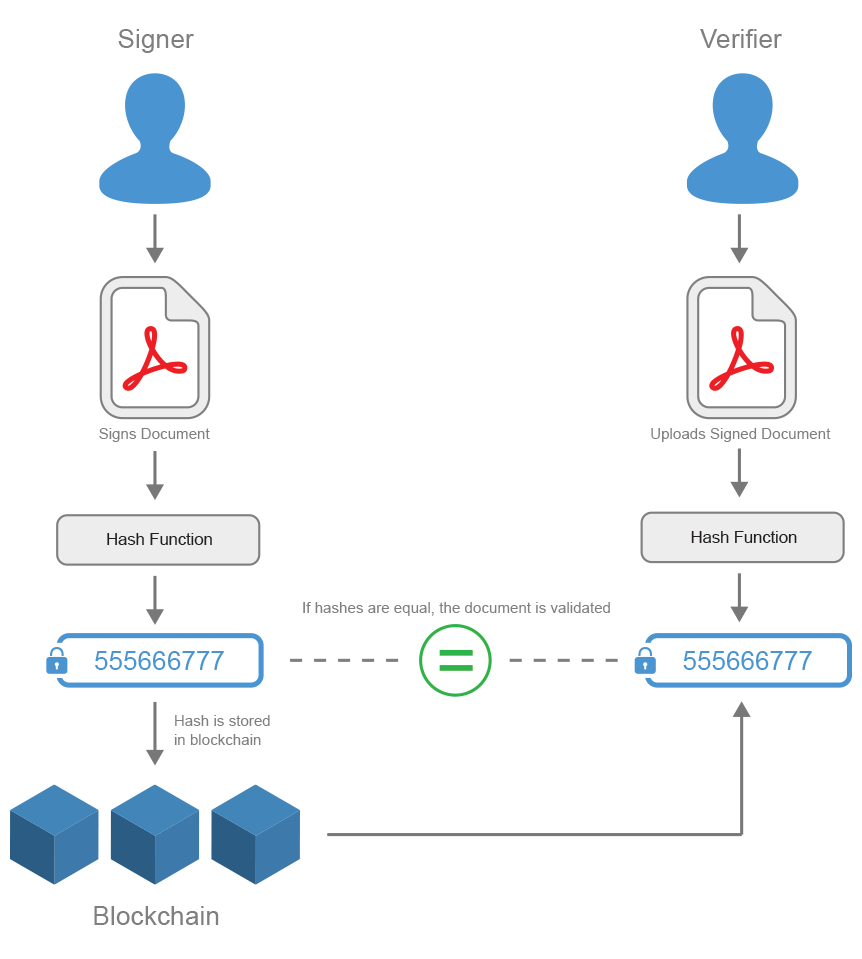 Signer
Verifier
Signs Document
Uploads Signed Document
Hash Function
Hash Function
If hashes are equal, the document is validated
555666777
555666777
Hash is stored
in blockchain
Blockchain